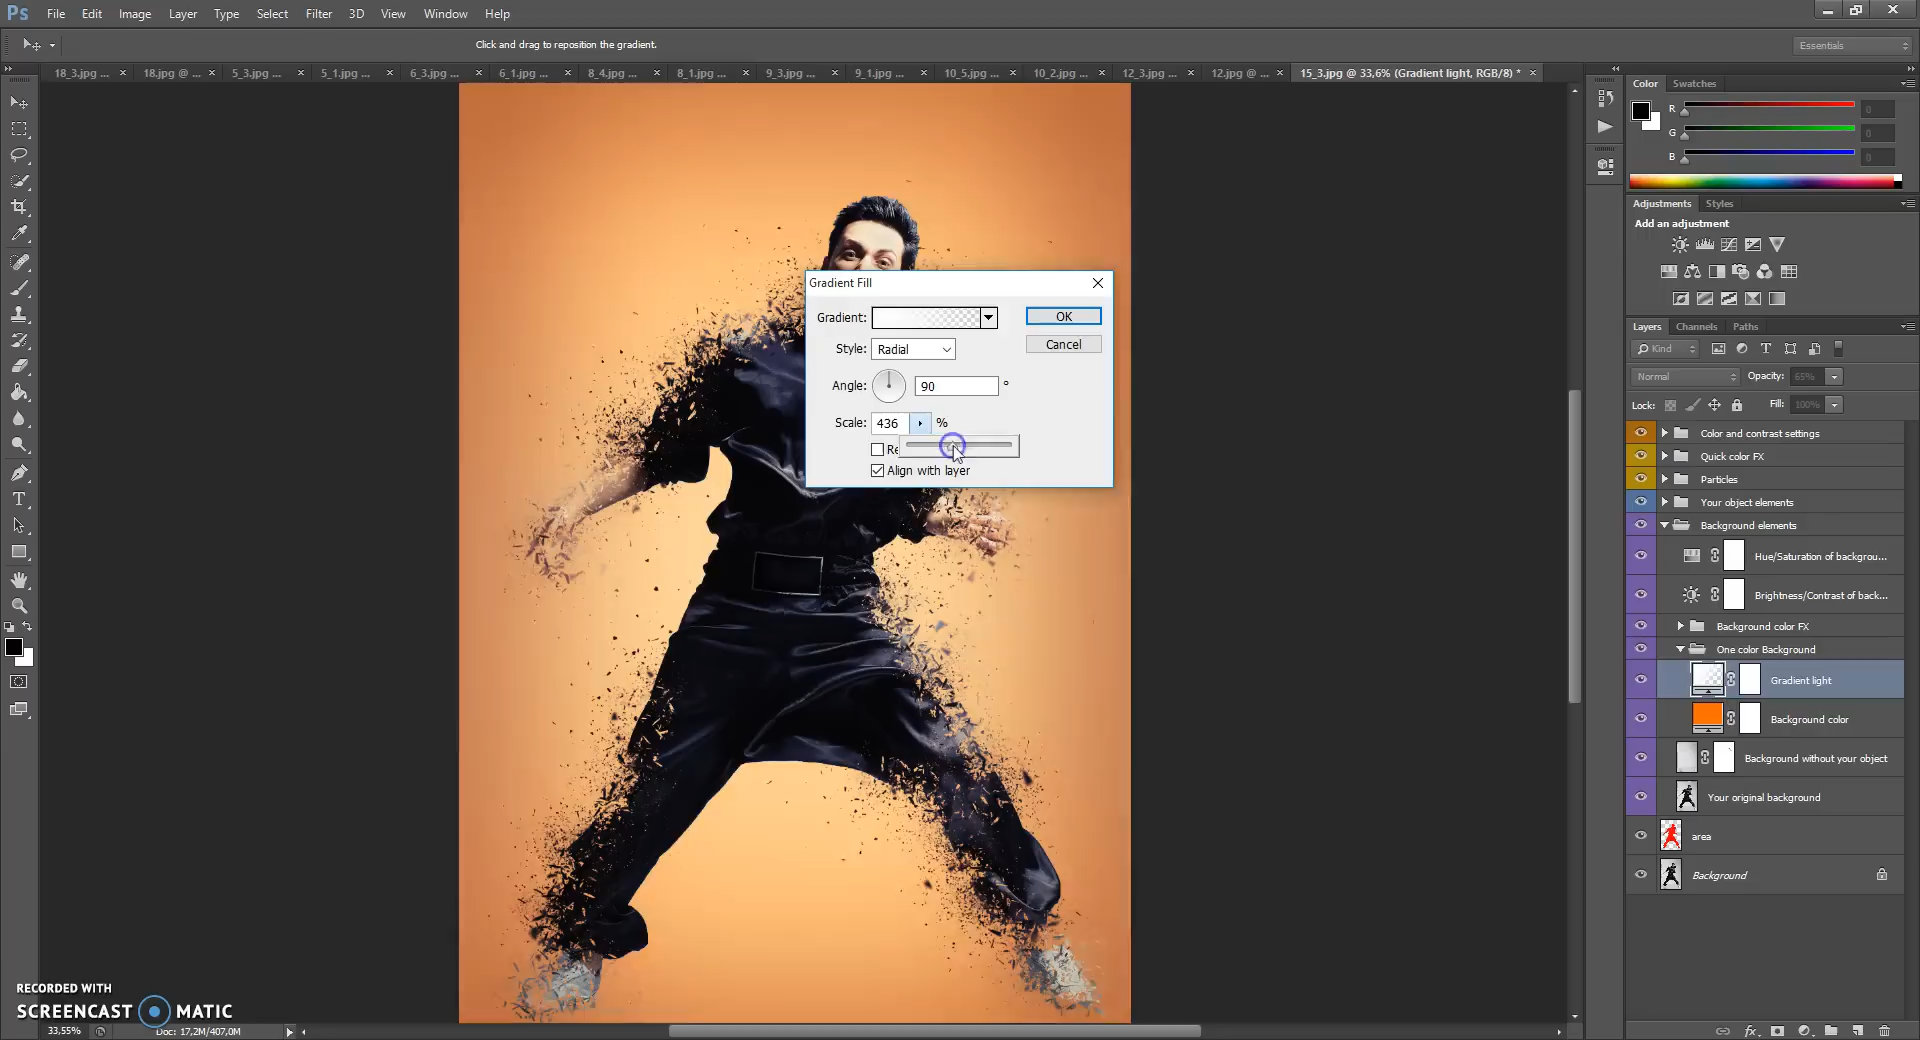 Ps File Edit Image Layer Type Select Filter 3D View Window Help
Click and drag to reposition the gradient.
Essentials
18_3.jpg ... × 18.jpg @ ... × 5_3.jpg ... × 5_1.jpg ... × 6_3.jpg ... × 6_1.jpg ... × 8_4.jpg ... × 8_1.jpg ... × 9_3.jpg ... × 9_1.jpg ... × 10_5.jpg ... × 10_2.jpg ... × 12_3.jpg ... × 12.jpg @ ... × 15_3.jpg @ 33,6% (Gradient light, RGB/8) * ×
Color Swatches
R 0
G 0
B 0
Adjustments Styles
Add an adjustment
Layers Channels Paths
Kind
Normal Opacity: 65%
Lock: Fill: 100%
Color and contrast settings
Quick color FX
Particles
Your object elements
Background elements
Hue/Saturation of backgrou...
Brightness/Contrast of back...
Background color FX
One color Background
Gradient light
Background color
Background without your object
Your original background
area
Background
Gradient Fill
Gradient: OK
Style: Radial Cancel
Angle: 90 °
Scale: 436 %
Re
Align with layer
RECORDED WITH
SCREENCAST MATIC
33,55% Doc: 17,2M/407,0M